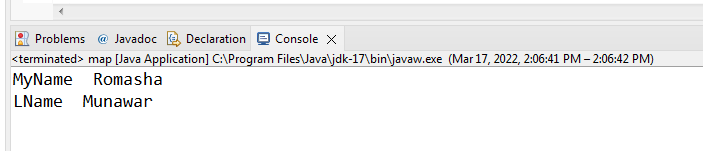 Problems @ Javadoc Declaration Console
<terminated> map [Java Application] C:\Program Files\Java\jdk-17\bin\javaw.exe (Mar 17, 2022, 2:06:41 PM – 2:06:42 PM)
MyName  Romasha
LName  Munawar